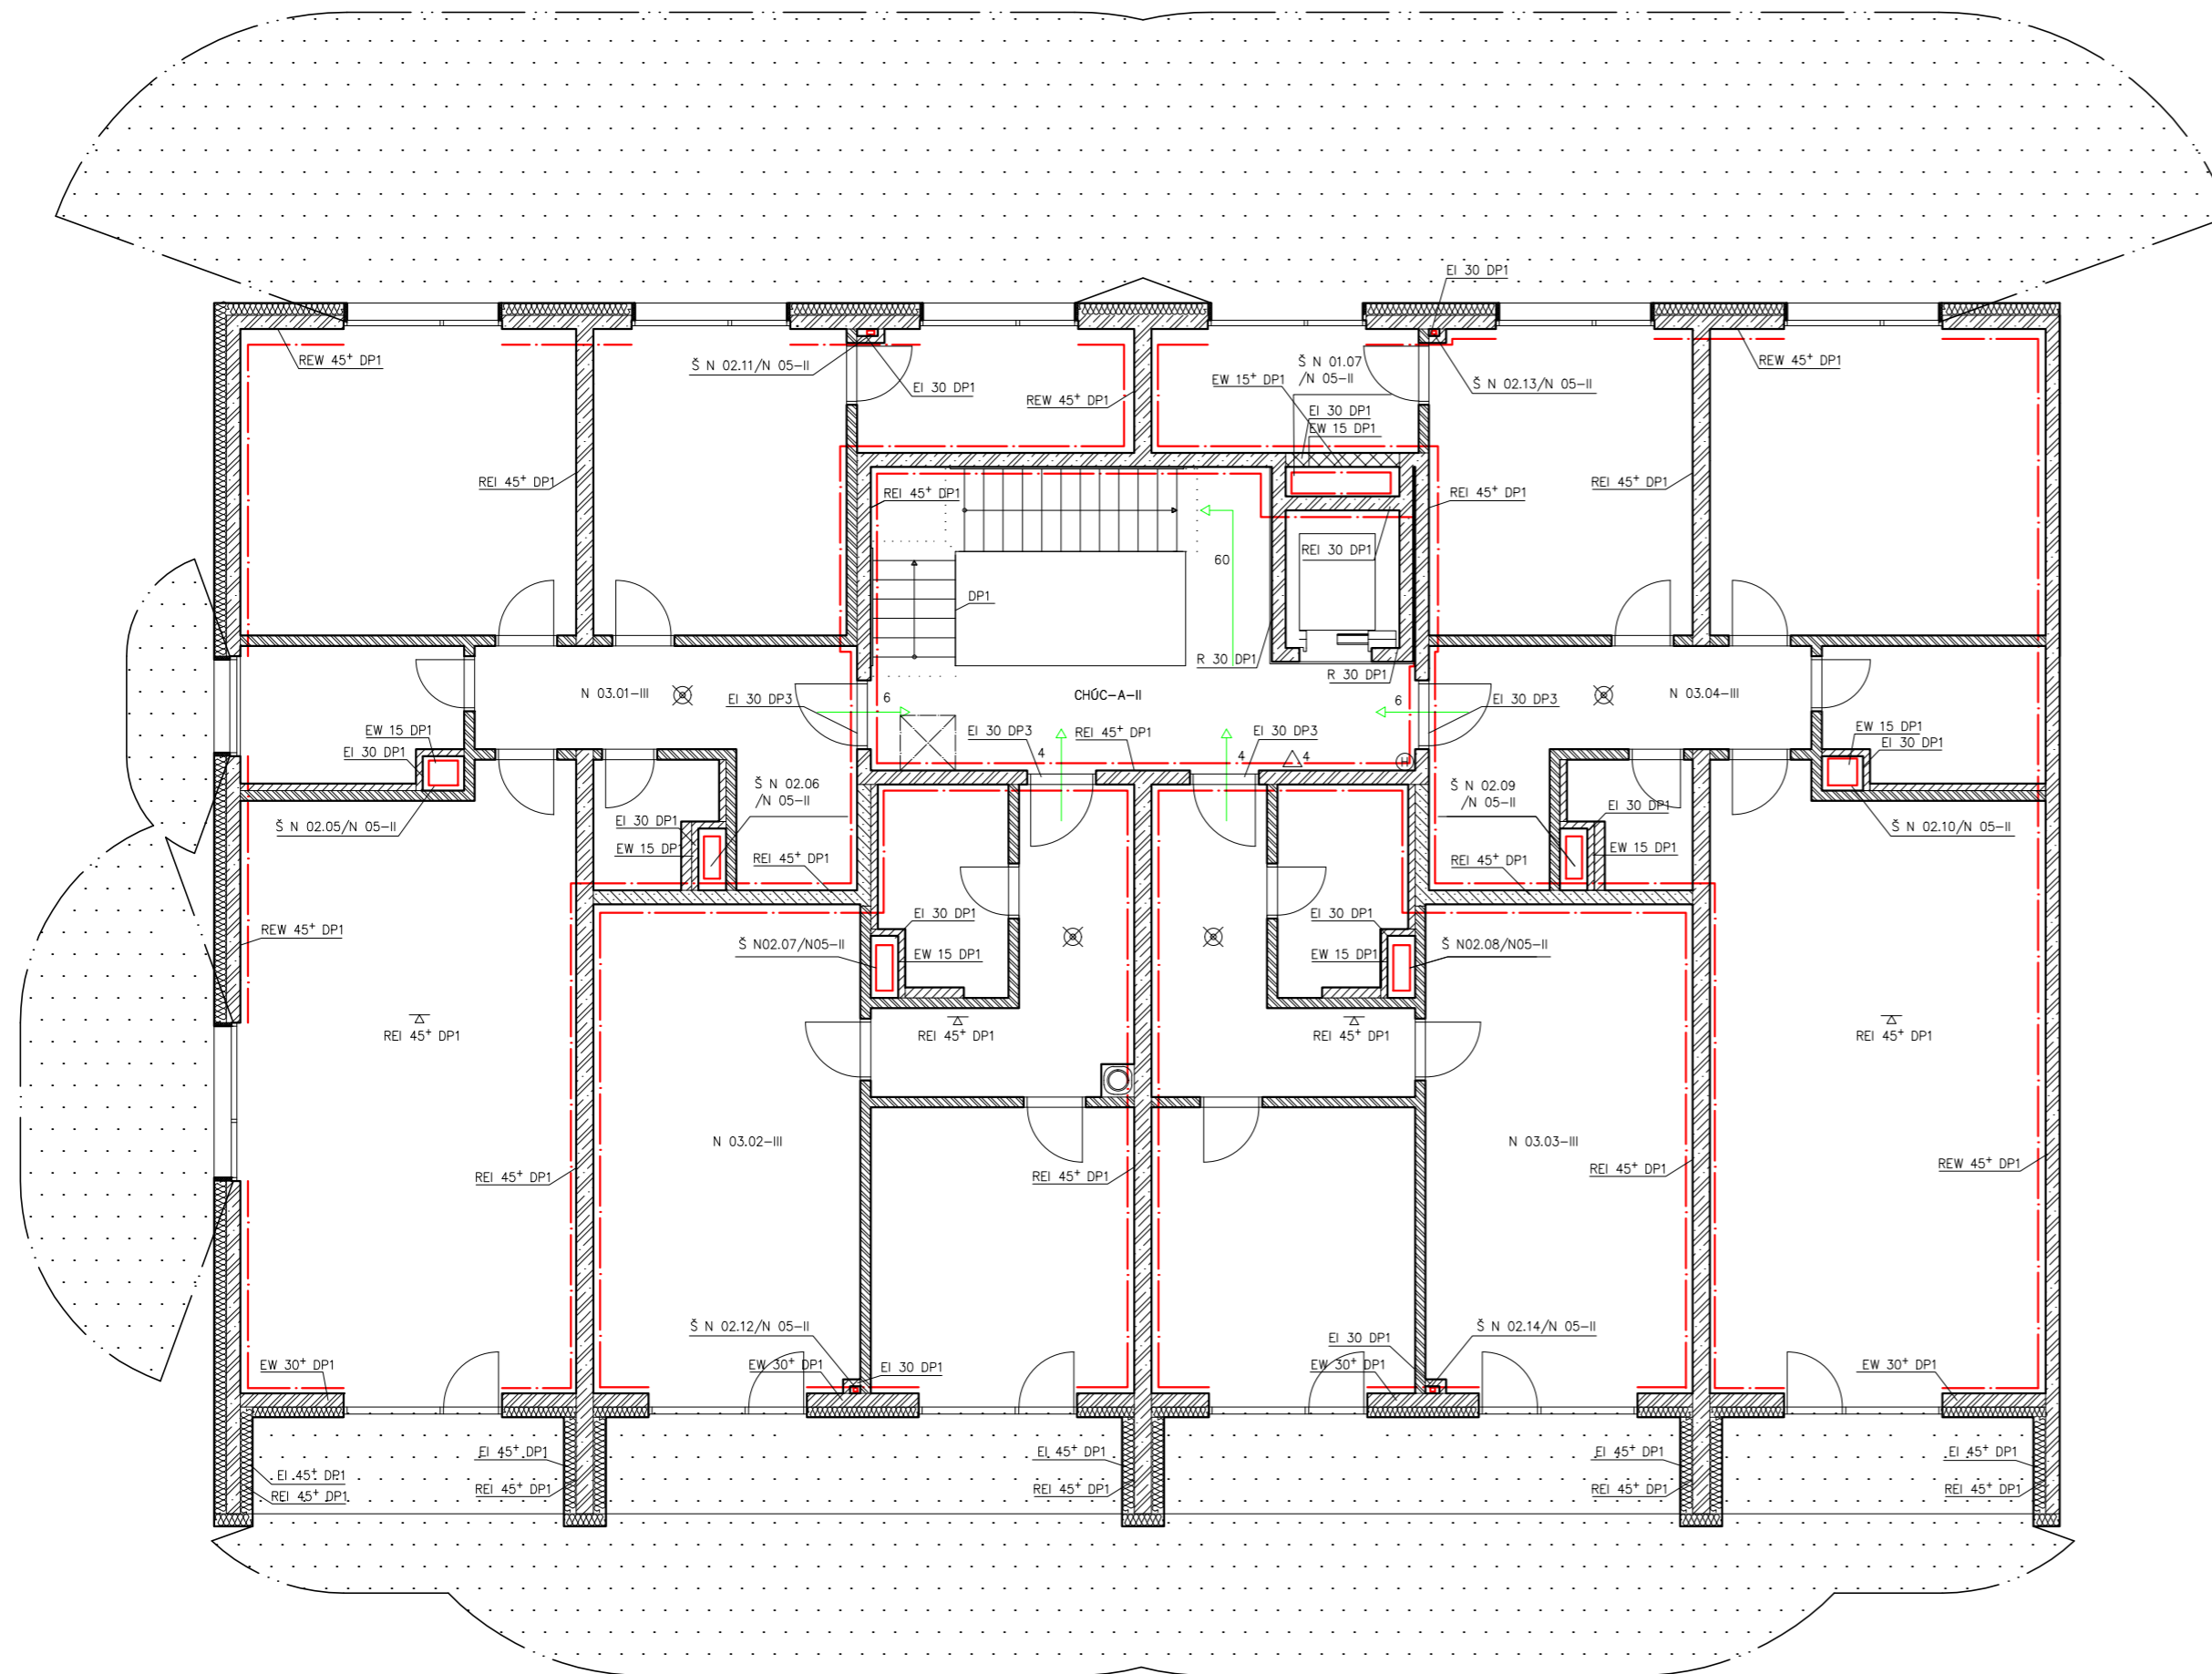 EI 30 DP1
REW 45⁺ DP1
Š N 02.11/N 05-II
EI 30 DP1
REW 45⁺ DP1
EW 15⁺ DP1
Š N 01.07
/N 05-II
EI 30 DP1
EW 15 DP1
Š N 02.13/N 05-II
REW 45⁺ DP1
REI 45⁺ DP1
REI 45⁺ DP1
REI 45⁺ DP1
REI 45⁺ DP1
REI 30 DP1
60
DP1
R 30 DP1
R 30 DP1
N 03.01-III
EI 30 DP3
6
CHÚC-A-II
6
EI 30 DP3
N 03.04-III
EW 15 DP1
EI 30 DP1
EI 30 DP3
4
REI 45⁺ DP1
4
EI 30 DP3
4
H
EW 15 DP1
EI 30 DP1
Š N 02.05/N 05-II
Š N 02.06
/N 05-II
EI 30 DP1
EW 15 DP1
REI 45⁺ DP1
Š N 02.09
/N 05-II
EI 30 DP1
EW 15 DP1
REI 45⁺ DP1
Š N 02.10/N 05-II
REW 45⁺ DP1
EI 30 DP1
Š N02.07/N05-II
EW 15 DP1
EI 30 DP1
EW 15 DP1
Š N02.08/N05-II
REI 45⁺ DP1
REI 45⁺ DP1
REI 45⁺ DP1
REI 45⁺ DP1
N 03.02-III
N 03.03-III
REI 45⁺ DP1
REI 45⁺ DP1
REI 45⁺ DP1
REW 45⁺ DP1
Š N 02.12/N 05-II
EI 30 DP1
Š N 02.14/N 05-II
EW 30⁺ DP1
EW 30⁺ DP1
EI 30 DP1
EW 30⁺ DP1
EW 30⁺ DP1
EI 45⁺ DP1
REI 45⁺ DP1
EI 45⁺ DP1
REI 45⁺ DP1
EI 45⁺ DP1
REI 45⁺ DP1
EI 45⁺ DP1
REI 45⁺ DP1
EI 45⁺ DP1
REI 45⁺ DP1